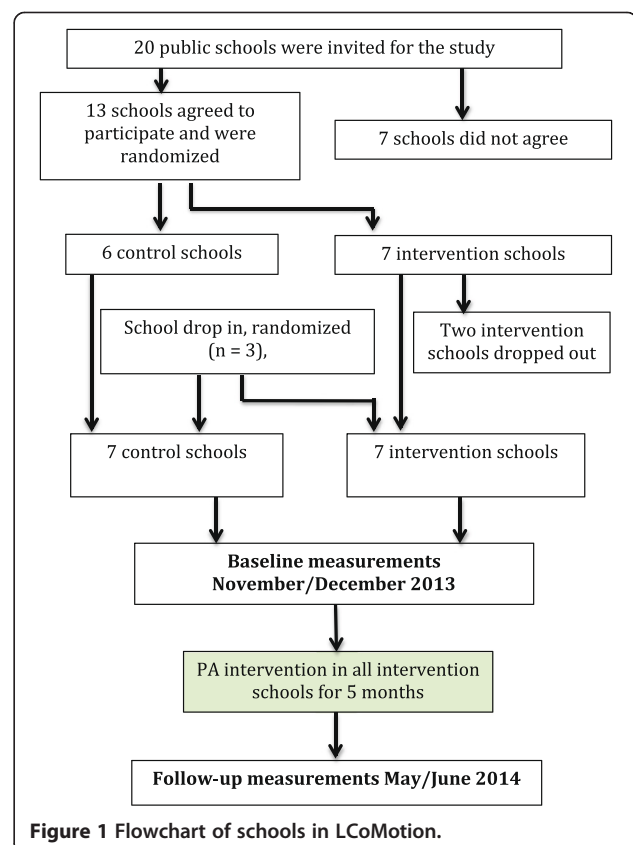 20 public schools were invited for the study
13 schools agreed to
participate and were
randomized
7 schools did not agree
6 control schools
7 intervention schools
School drop in, randomized
(n = 3),
Two intervention
schools dropped out
7 control schools
7 intervention schools
Baseline measurements
November/December 2013
PA intervention in all intervention
schools for 5 months
Follow-up measurements May/June 2014
Figure 1 Flowchart of schools in LCoMotion.